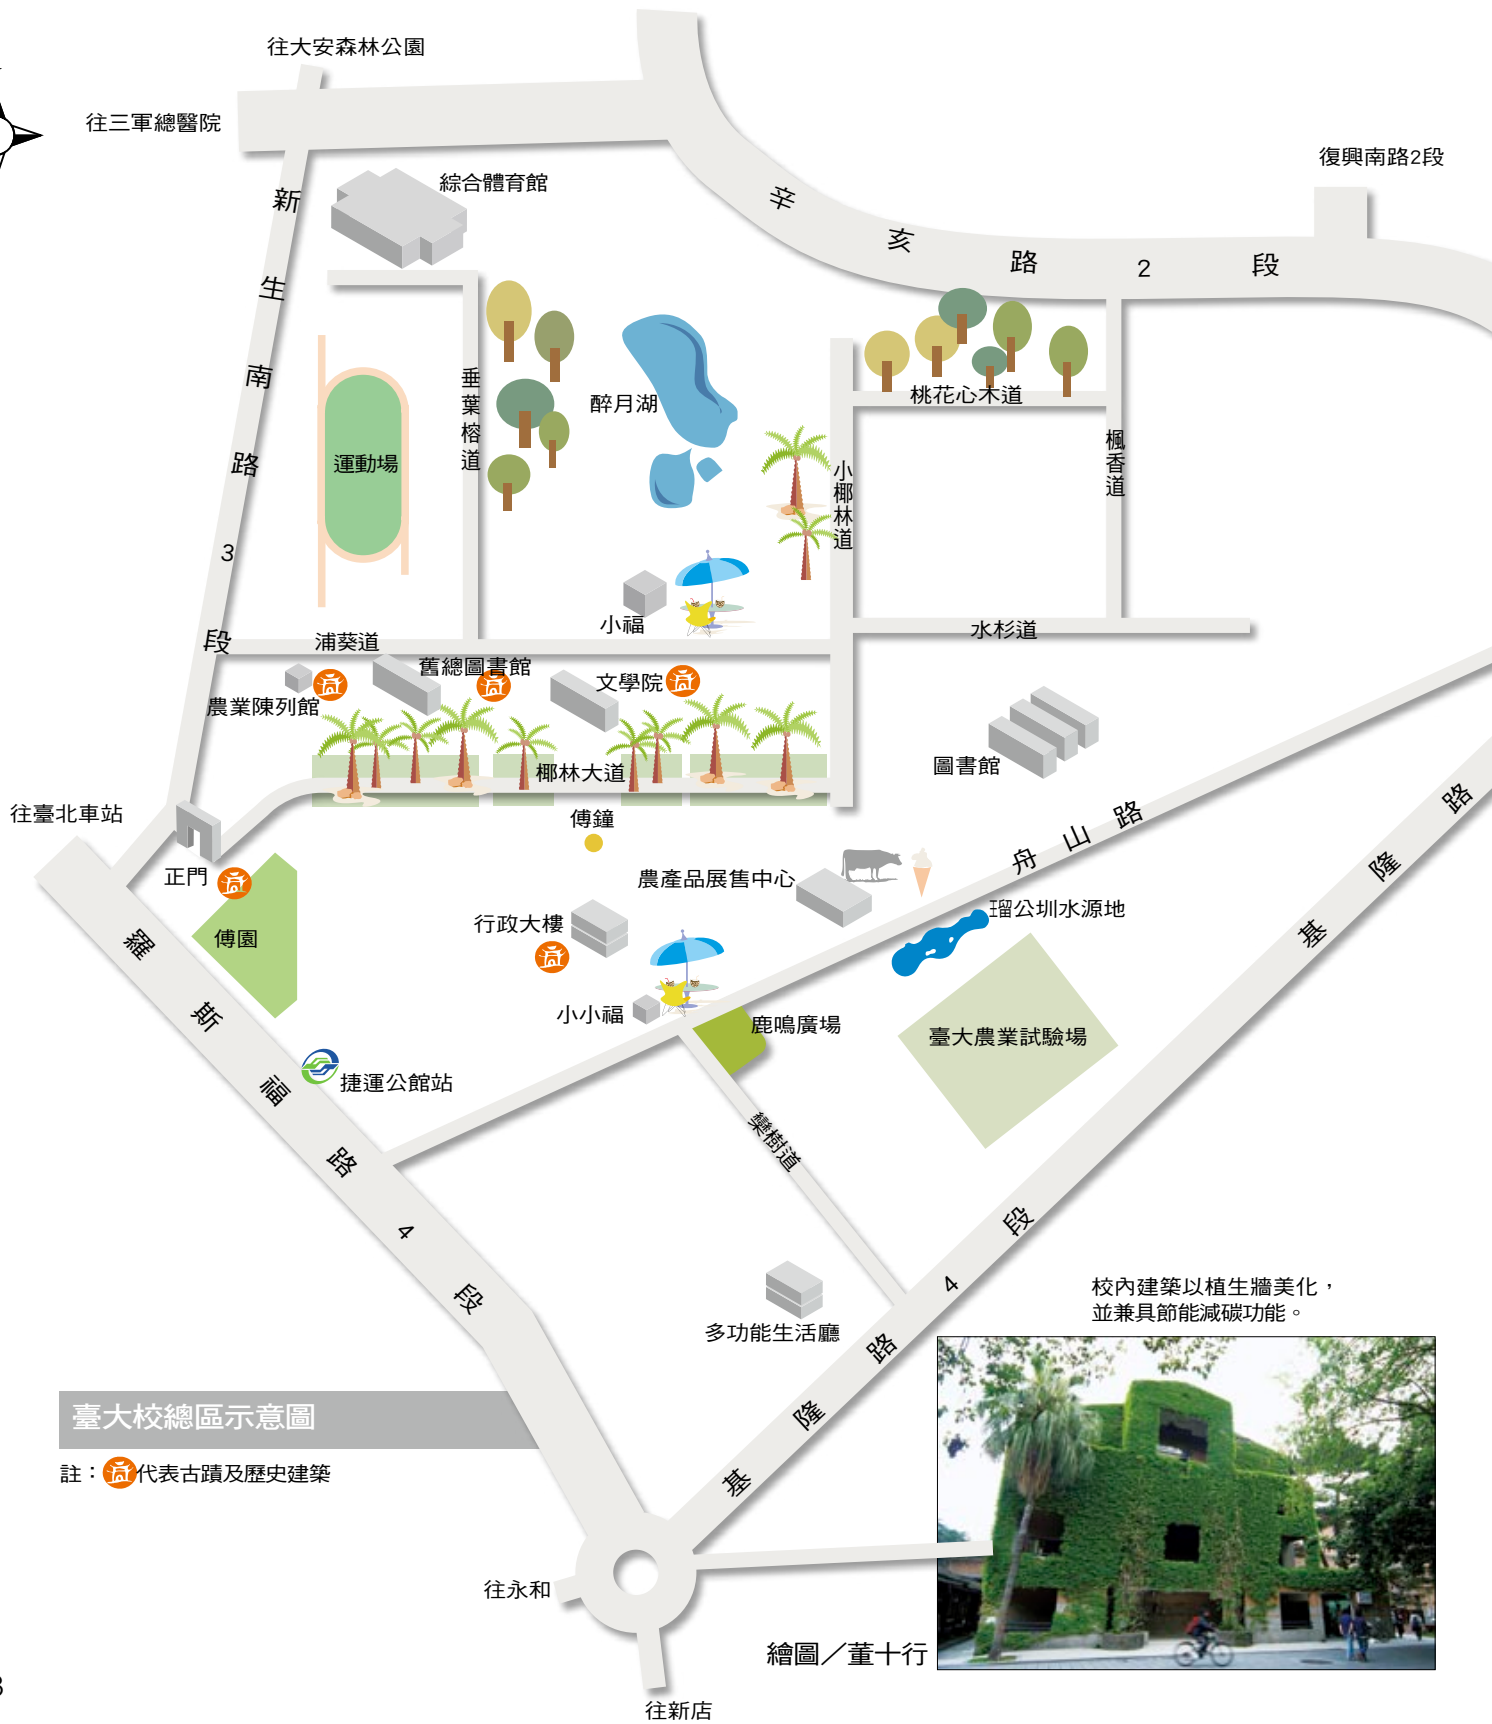 往大安森林公園
往三軍總醫院
復興南路2段
綜合體育館
新生南路3段
辛亥路2段
垂葉榕道
醉月湖
桃花心木道
楓香道
小椰林道
運動場
小福
水杉道
浦葵道
舊總圖書館
文學院
農業陳列館
圖書館
椰林大道
往臺北車站
傅鐘
舟山路
正門
農產品展售中心
瑠公圳水源地
傅園
行政大樓
小小福
鹿鳴廣場
臺大農業試驗場
捷運公館站
羅斯福路4段
欒樹道
基隆路
基隆路4段
多功能生活廳
校內建築以植生牆美化，
並兼具節能減碳功能。
臺大校總區示意圖
註：代表古蹟及歷史建築
往永和
繪圖／董十行
往新店